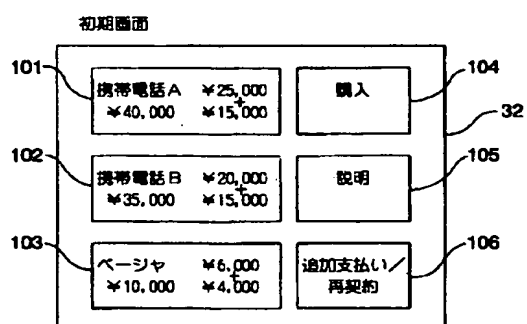 初期画面
101
携帯電話A ¥25,000
+
¥40,000 ¥15,000
購入
104
32
102
携帯電話B ¥20,000
+
¥35,000 ¥15,000
説明
105
103
ページャ ¥6,000
+
¥10,000 ¥4,000
追加支払い/
再契約
106